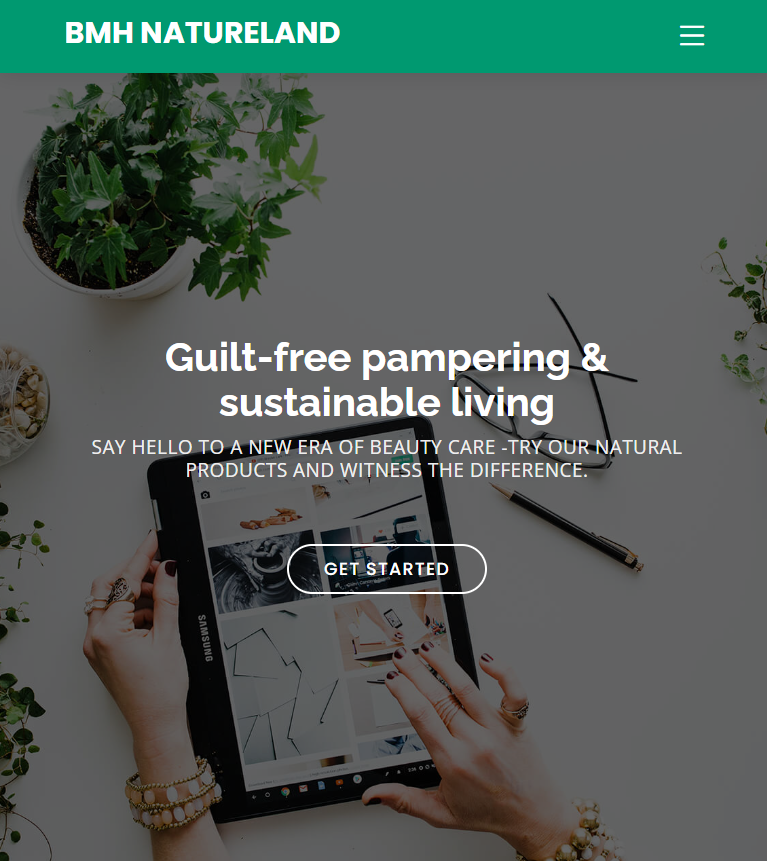 BMH NATURELAND
Guilt-free pampering &
sustainable living
SAY HELLO TO A NEW ERA OF BEAUTY CARE -TRY OUR NATURAL
PRODUCTS AND WITNESS THE DIFFERENCE.
GET STARTED
SAMSUNG